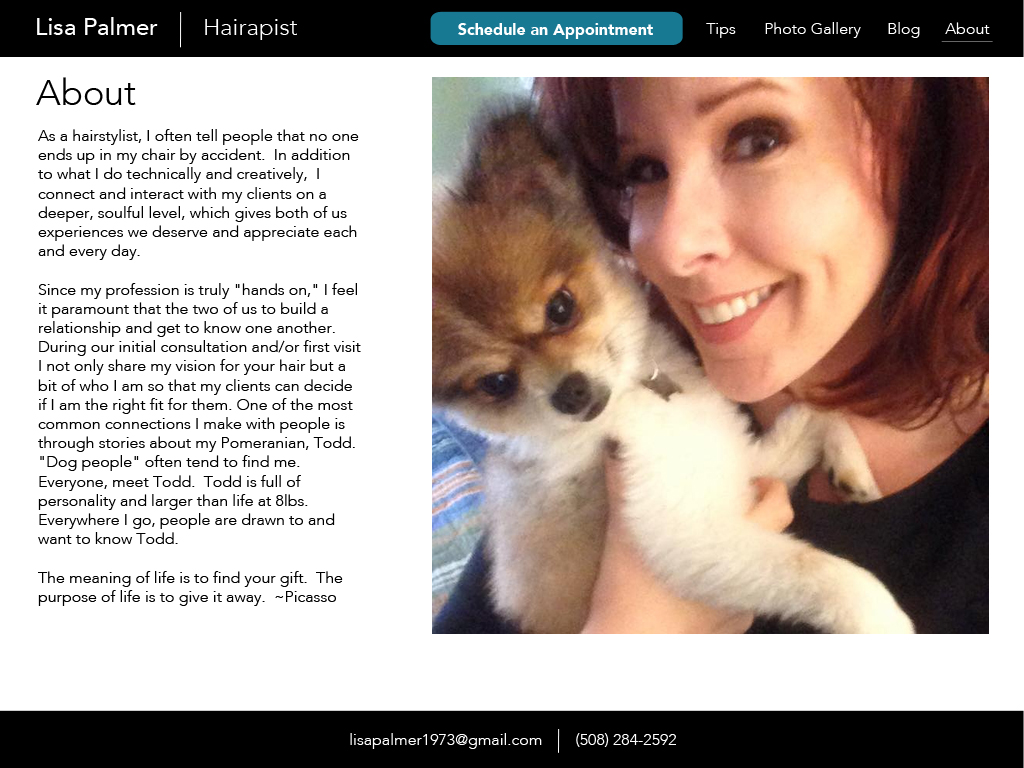 Lisa Palmer
Hairapist
Schedule an Appointment
Tips
Photo Gallery
Blog
About
About
As a hairstylist, I often tell people that no one
ends up in my chair by accident.  In addition
to what I do technically and creatively,  I
connect and interact with my clients on a
deeper, soulful level, which gives both of us
experiences we deserve and appreciate each
and every day.
Since my profession is truly "hands on," I feel
it paramount that the two of us to build a
relationship and get to know one another.
During our initial consultation and/or first visit
I not only share my vision for your hair but a
bit of who I am so that my clients can decide
if I am the right fit for them. One of the most
common connections I make with people is
through stories about my Pomeranian, Todd.
"Dog people" often tend to find me.
Everyone, meet Todd.  Todd is full of
personality and larger than life at 8lbs.
Everywhere I go, people are drawn to and
want to know Todd.
The meaning of life is to find your gift.  The
purpose of life is to give it away.  ~Picasso
lisapalmer1973@gmail.com
(508) 284-2592